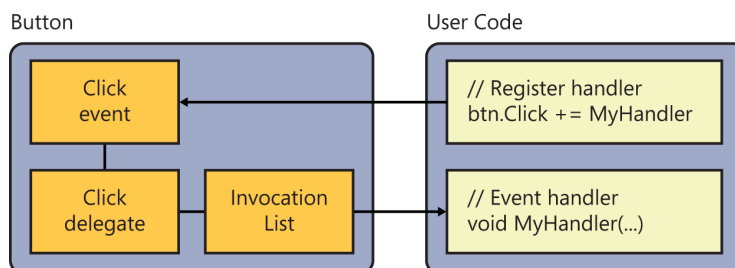 Button
User Code
Click
event
// Register handler
btn.Click += MyHandler
Click
delegate
Invocation
List
// Event handler
void MyHandler(...)